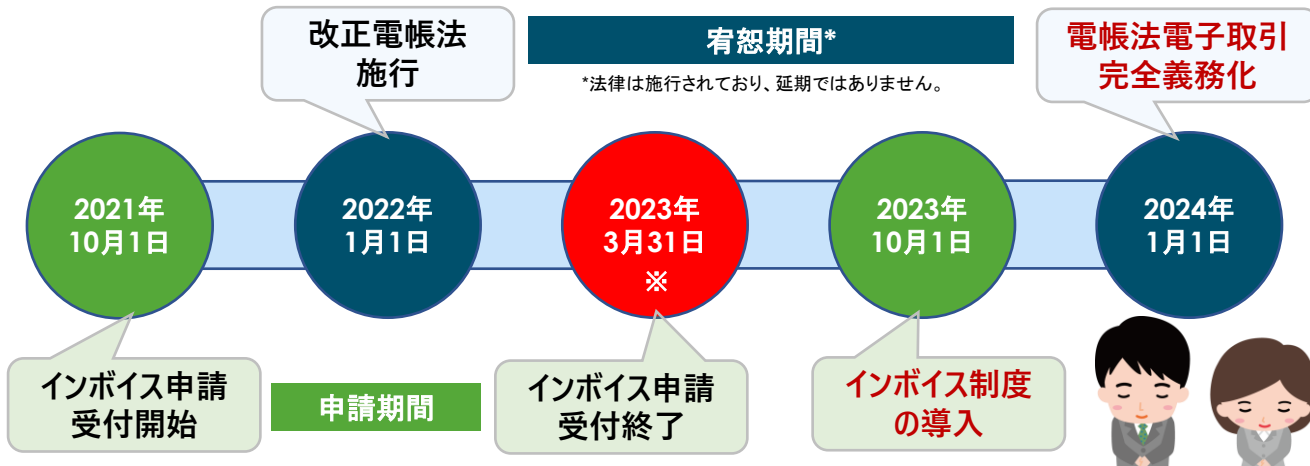 改正電帳法
施行
宥恕期間*
*法律は施行されており、延期ではありません。
電帳法電子取引
完全義務化
2021年
10月1日
2022年
1月1日
2023年
3月31日
※
2023年
10月1日
2024年
1月1日
インボイス申請
受付開始
申請期間
インボイス申請
受付終了
インボイス制度
の導入